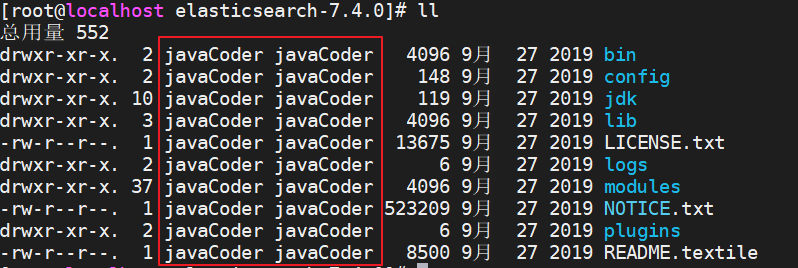 [root@localhost elasticsearch-7.4.0]# ll
总用量 552
drwxr-xr-x. 2 javaCoder javaCoder 4096 9月 27 2019 bin
drwxr-xr-x. 2 javaCoder javaCoder 148 9月 27 2019 config
drwxr-xr-x. 10 javaCoder javaCoder 119 9月 27 2019 jdk
drwxr-xr-x. 3 javaCoder javaCoder 4096 9月 27 2019 lib
-rw-r--r--. 1 javaCoder javaCoder 13675 9月 27 2019 LICENSE.txt
drwxr-xr-x. 2 javaCoder javaCoder 6 9月 27 2019 logs
drwxr-xr-x. 37 javaCoder javaCoder 4096 9月 27 2019 modules
-rw-r--r--. 1 javaCoder javaCoder 523209 9月 27 2019 NOTICE.txt
drwxr-xr-x. 2 javaCoder javaCoder 6 9月 27 2019 plugins
-rw-r--r--. 1 javaCoder javaCoder 8500 9月 27 2019 README.textile